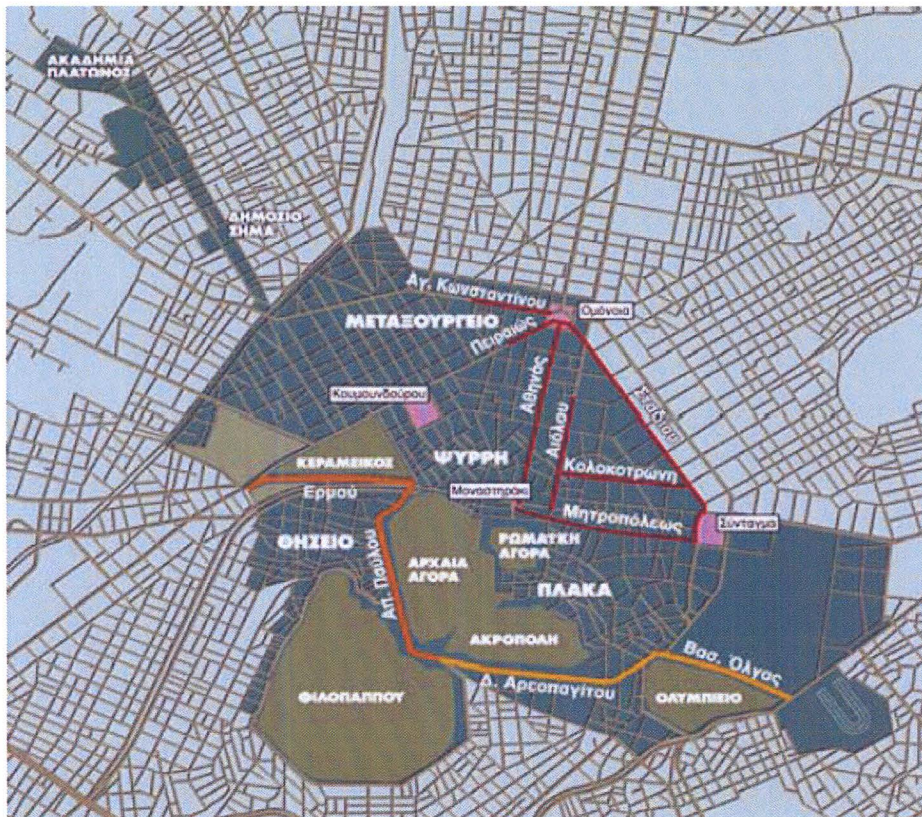 ΑΚΑΔΗΜΙΑ
ΠΛΑΤΩΝΟΣ
ΔΗΜΟΣΙΟ
ΣΗΜΑ
Αγ. Κωνσταντίνου
Ομόνοια
ΜΕΤΑΞΟΥΡΓΕΙΟ
Πειραιώς
Σταδίου
Κουμουνδούρου
Αθηνάς
Αιόλου
ΨΥΡΡΗ
Κολοκοτρώνη
ΚΕΡΑΜΕΙΚΟΣ
Ερμού
Μοναστηράκι
Μητροπόλεως
Σύνταγμα
ΘΗΣΕΙΟ
ΡΩΜΑΪΚΗ
ΑΓΟΡΑ
Απ. Παύλου
ΑΡΧΑΙΑ
ΑΓΟΡΑ
ΠΛΑΚΑ
ΑΚΡΟΠΟΛΗ
Βασ. Όλγας
Δ. Αρεοπαγίτου
ΦΙΛΟΠΑΠΠΟΥ
ΟΛΥΜΠΙΕΙΟ